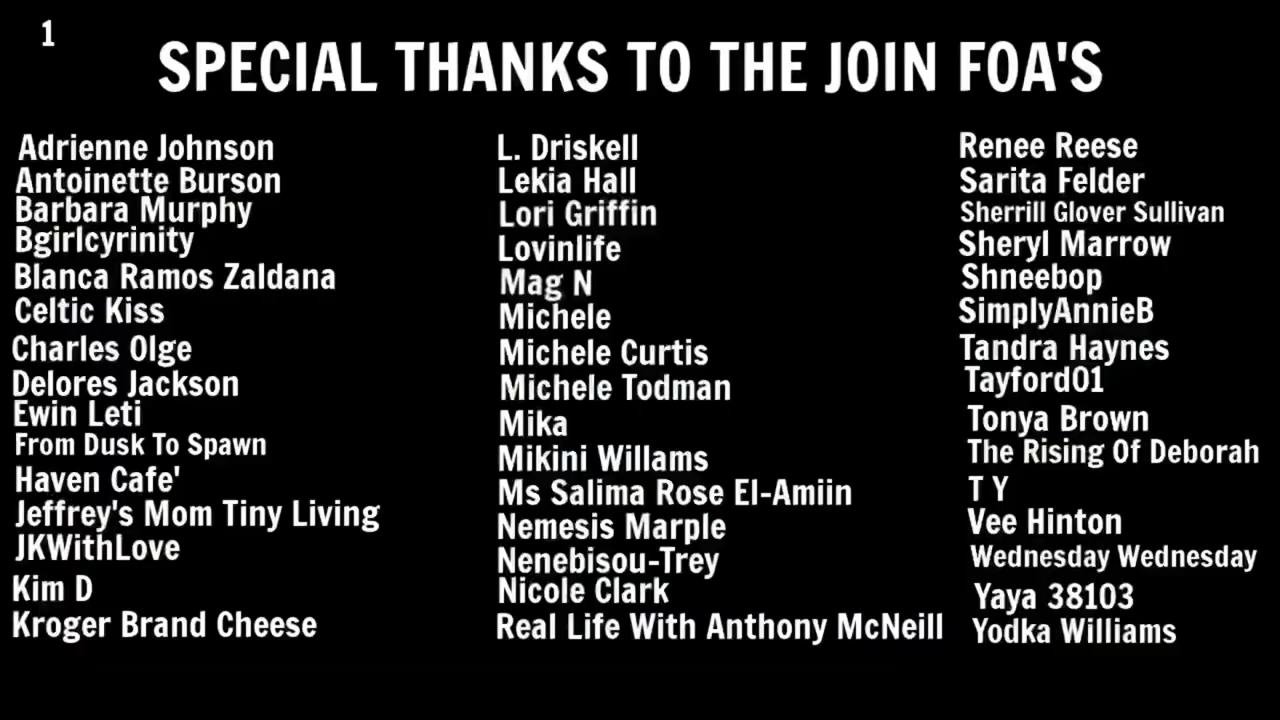 1
SPECIAL THANKS TO THE JOIN FOA'S
Adrienne Johnson
Antoinette Burson
Barbara Murphy
Bgirlcyrinity
Blanca Ramos Zaldana
Celtic Kiss
Charles Olge
Delores Jackson
Ewin Leti
From Dusk To Spawn
Haven Cafe'
Jeffrey's Mom Tiny Living
JKWithLove
Kim D
Kroger Brand Cheese
L. Driskell
Lekia Hall
Lori Griffin
Lovinlife
Mag N
Michele
Michele Curtis
Michele Todman
Mika
Mikini Willams
Ms Salima Rose El-Amiin
Nemesis Marple
Nenebisou-Trey
Nicole Clark
Real Life With Anthony McNeill
Renee Reese
Sarita Felder
Sherrill Glover Sullivan
Sheryl Marrow
Shneebop
SimplyAnnieB
Tandra Haynes
Tayford01
Tonya Brown
The Rising Of Deborah
T Y
Vee Hinton
Wednesday Wednesday
Yaya 38103
Yodka Williams